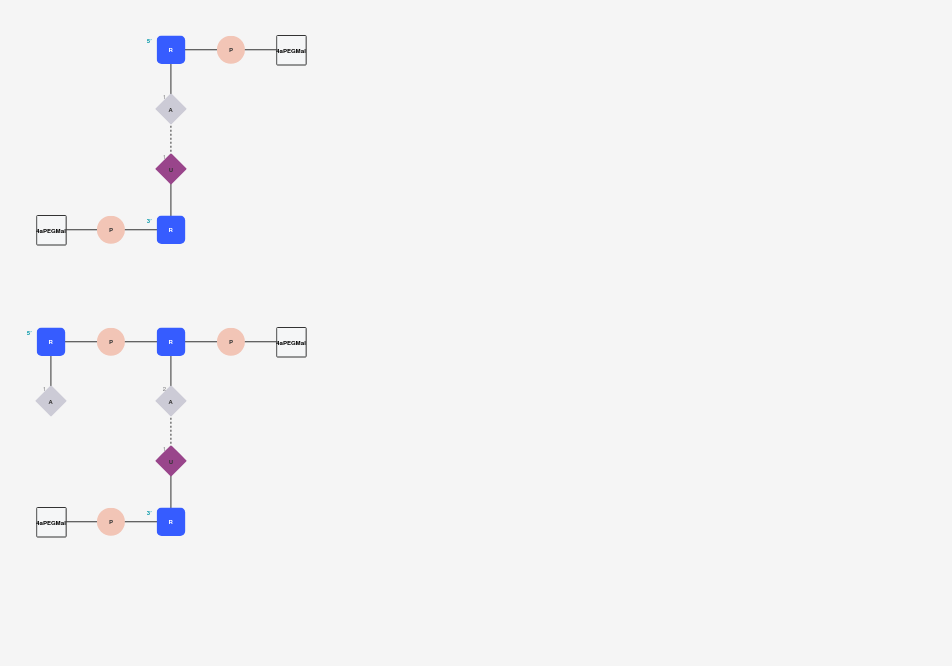 5' R P 4aPEGMal
1 A
1 U
4aPEGMal P 3' R
5' R P R P 4aPEGMal
1 A 2 A
1 U
4aPEGMal P 3' R